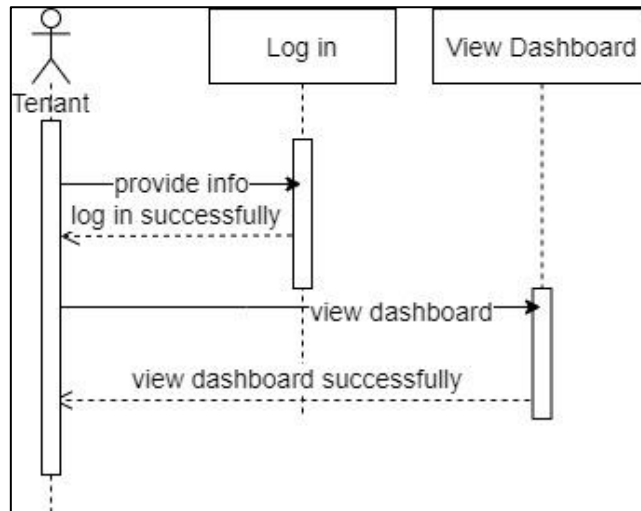 Log in
View Dashboard
Tenant
provide info
log in successfully
view dashboard
view dashboard successfully